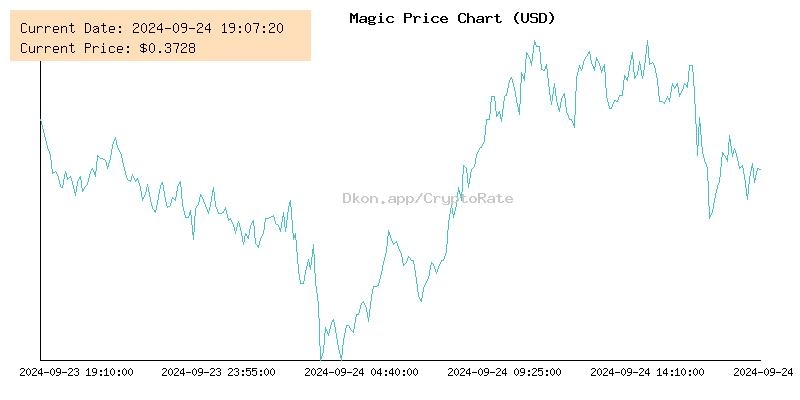 Magic Price Chart (USD)
Current Date: 2024-09-24 19:07:20
Current Price: $0.3728
Dkon.app/CryptoRate
2024-09-23 19:10:00 2024-09-23 23:55:00 2024-09-24 04:40:00 2024-09-24 09:25:00 2024-09-24 14:10:00 2024-09-24